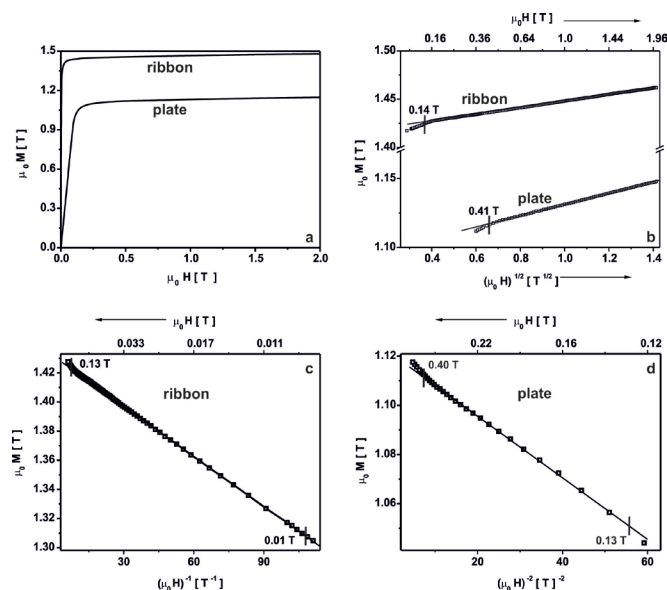 1.5
1.2
0.9
0.6
0.3
0.0
μ₀ M [ T ]
ribbon
plate
a
0.0 0.5 1.0 1.5 2.0
μ₀ H [ T ]
μ₀H [ T ]
0.16 0.36 0.64 1.0 1.44 1.96
1.50
1.45
1.40
1.15
1.10
μ₀ M [ T ]
0.14 T
ribbon
0.41 T
plate
b
0.4 0.6 0.8 1.0 1.2 1.4
(μ₀ H) ¹/² [ T ¹/²]
μ₀H [ T ]
0.033 0.017 0.011
1.42
1.40
1.38
1.36
1.34
1.32
1.30
μ₀ M [ T ]
0.13 T
ribbon
c
0.01 T
30 60 90
(μ₀H)⁻¹ [ T ⁻¹]
μ₀H [ T ]
0.22 0.16 0.12
1.12
1.10
1.08
1.06
μ₀ M [ T ]
0.40 T
plate
d
0.13 T
0 20 40 60
(μ₀H)⁻² [ T]⁻²